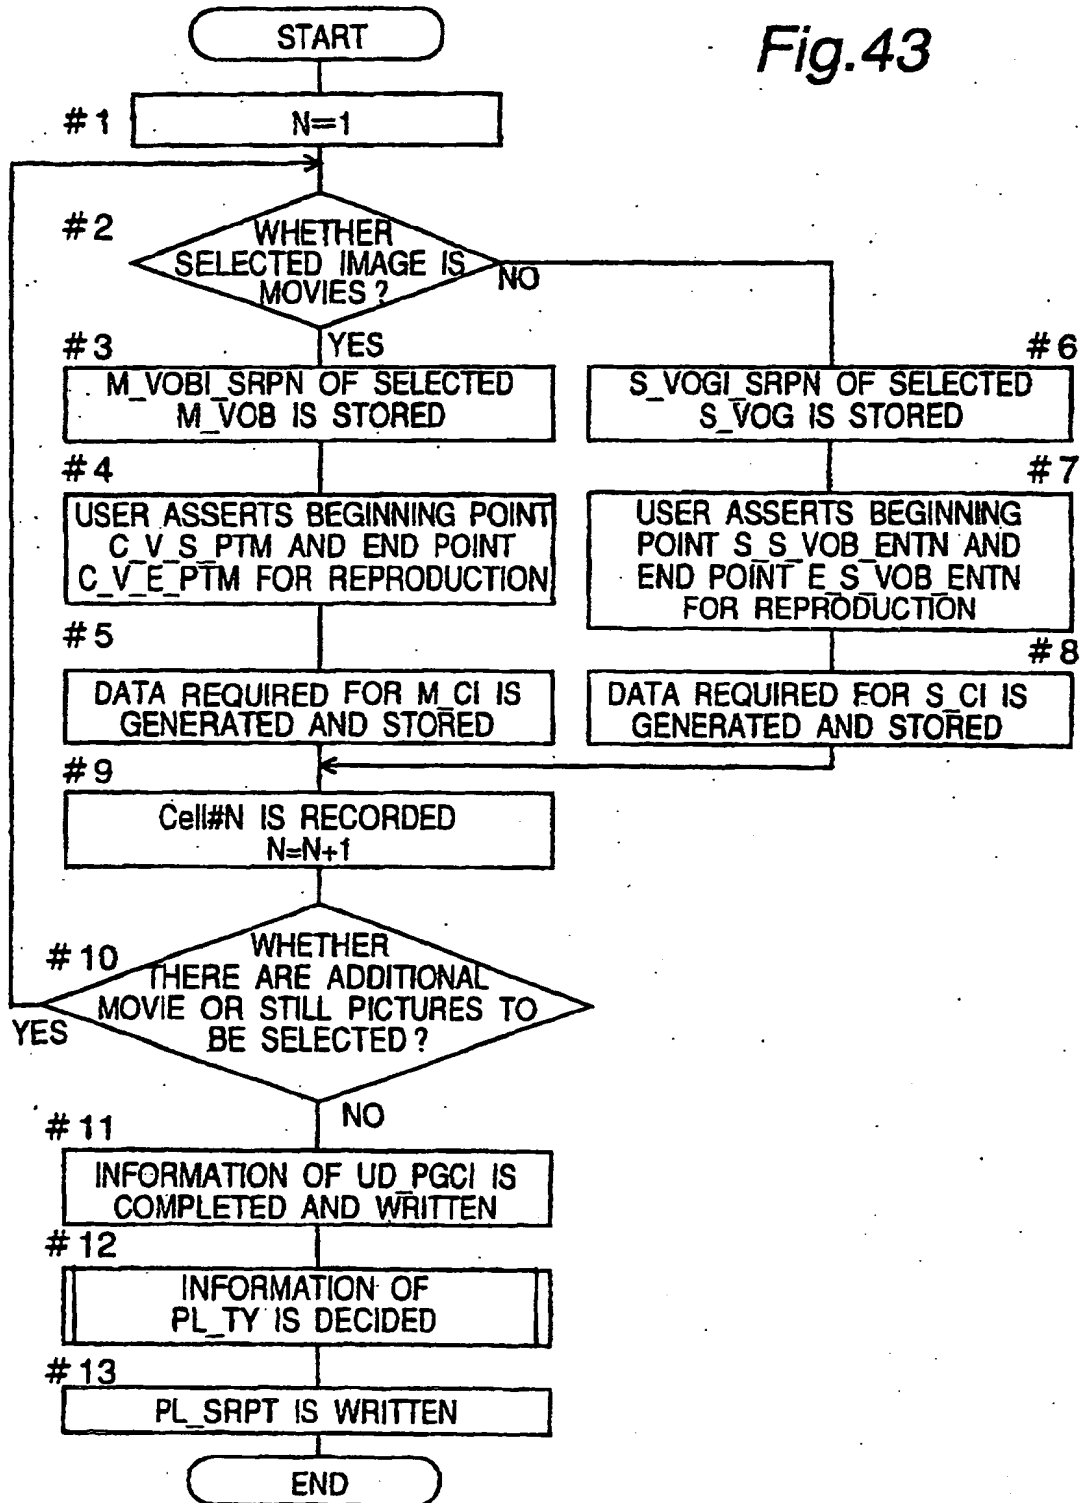 Fig.43
START
#1
N=1
#2
WHETHER
SELECTED IMAGE IS
MOVIES?
NO
YES
#3
M_VOBI_SRPN OF SELECTED
M_VOB IS STORED
#6
S_VOGI_SRPN OF SELECTED
S_VOG IS STORED
#4
USER ASSERTS BEGINNING POINT
C_V_S_PTM AND END POINT
C_V_E_PTM FOR REPRODUCTION
#7
USER ASSERTS BEGINNING
POINT S_S_VOB_ENTN AND
END POINT E_S_VOB_ENTN
FOR REPRODUCTION
#5
DATA REQUIRED FOR M_CI IS
GENERATED AND STORED
#8
DATA REQUIRED FOR S_CI IS
GENERATED AND STORED
#9
Cell#N IS RECORDED
N=N+1
#10
WHETHER
THERE ARE ADDITIONAL
MOVIE OR STILL PICTURES TO
BE SELECTED?
YES
NO
#11
INFORMATION OF UD_PGCI IS
COMPLETED AND WRITTEN
#12
INFORMATION OF
PL_TY IS DECIDED
#13
PL_SRPT IS WRITTEN
END